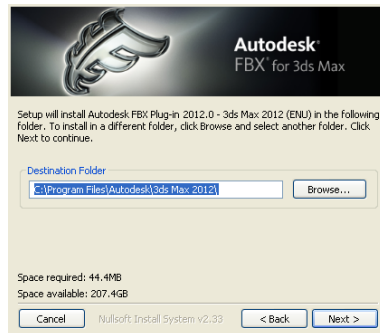 Autodesk®
FBX® for 3ds Max
Setup will install Autodesk FBX Plug-in 2012.0 - 3ds Max 2012 (ENU) in the following
folder. To install in a different folder, click Browse and select another folder. Click
Next to continue.
Destination Folder
C:\Program Files\Autodesk\3ds Max 2012\
Browse...
Space required: 44.4MB
Space available: 207.4GB
Cancel
Nullsoft Install System v2.33
< Back
Next >